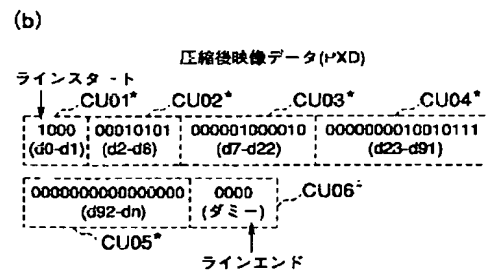 (b)
圧縮後映像データ(PXD)
ラインスタート
CU01* CU02* CU03* CU04*
1000 00010101 000001000010 0000000010010111
(d0-d1) (d2-d6) (d7-d22) (d23-d91)
0000000000000000 0000
(d92-dn) (ダミー) CU06*
CU05*
ラインエンド